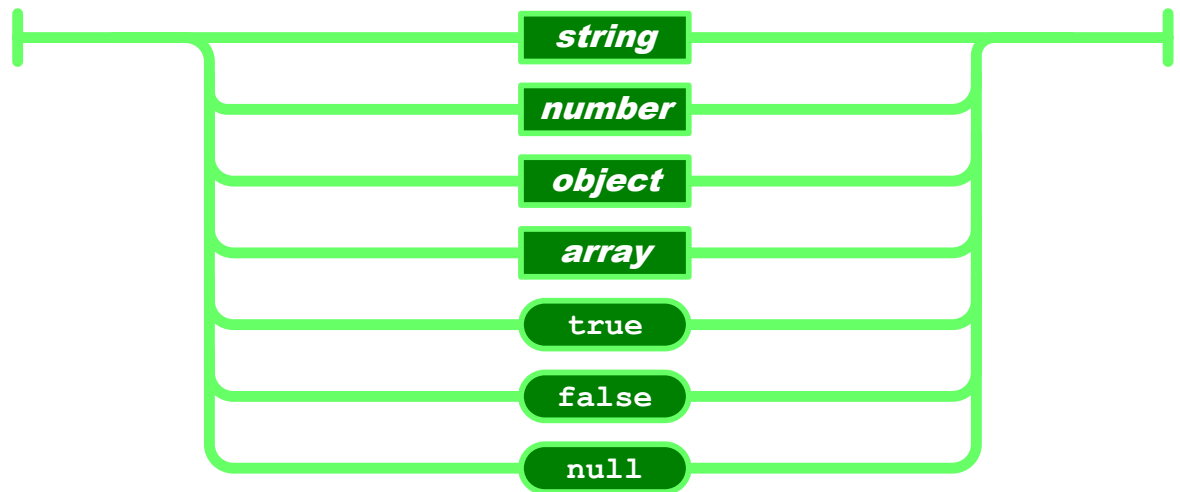 string
number
object
array
true
false
null